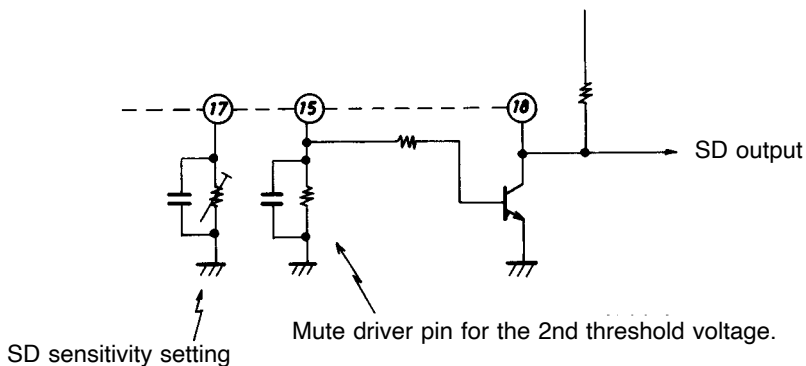 17 15 18
SD output
Mute driver pin for the 2nd threshold voltage.
SD sensitivity setting